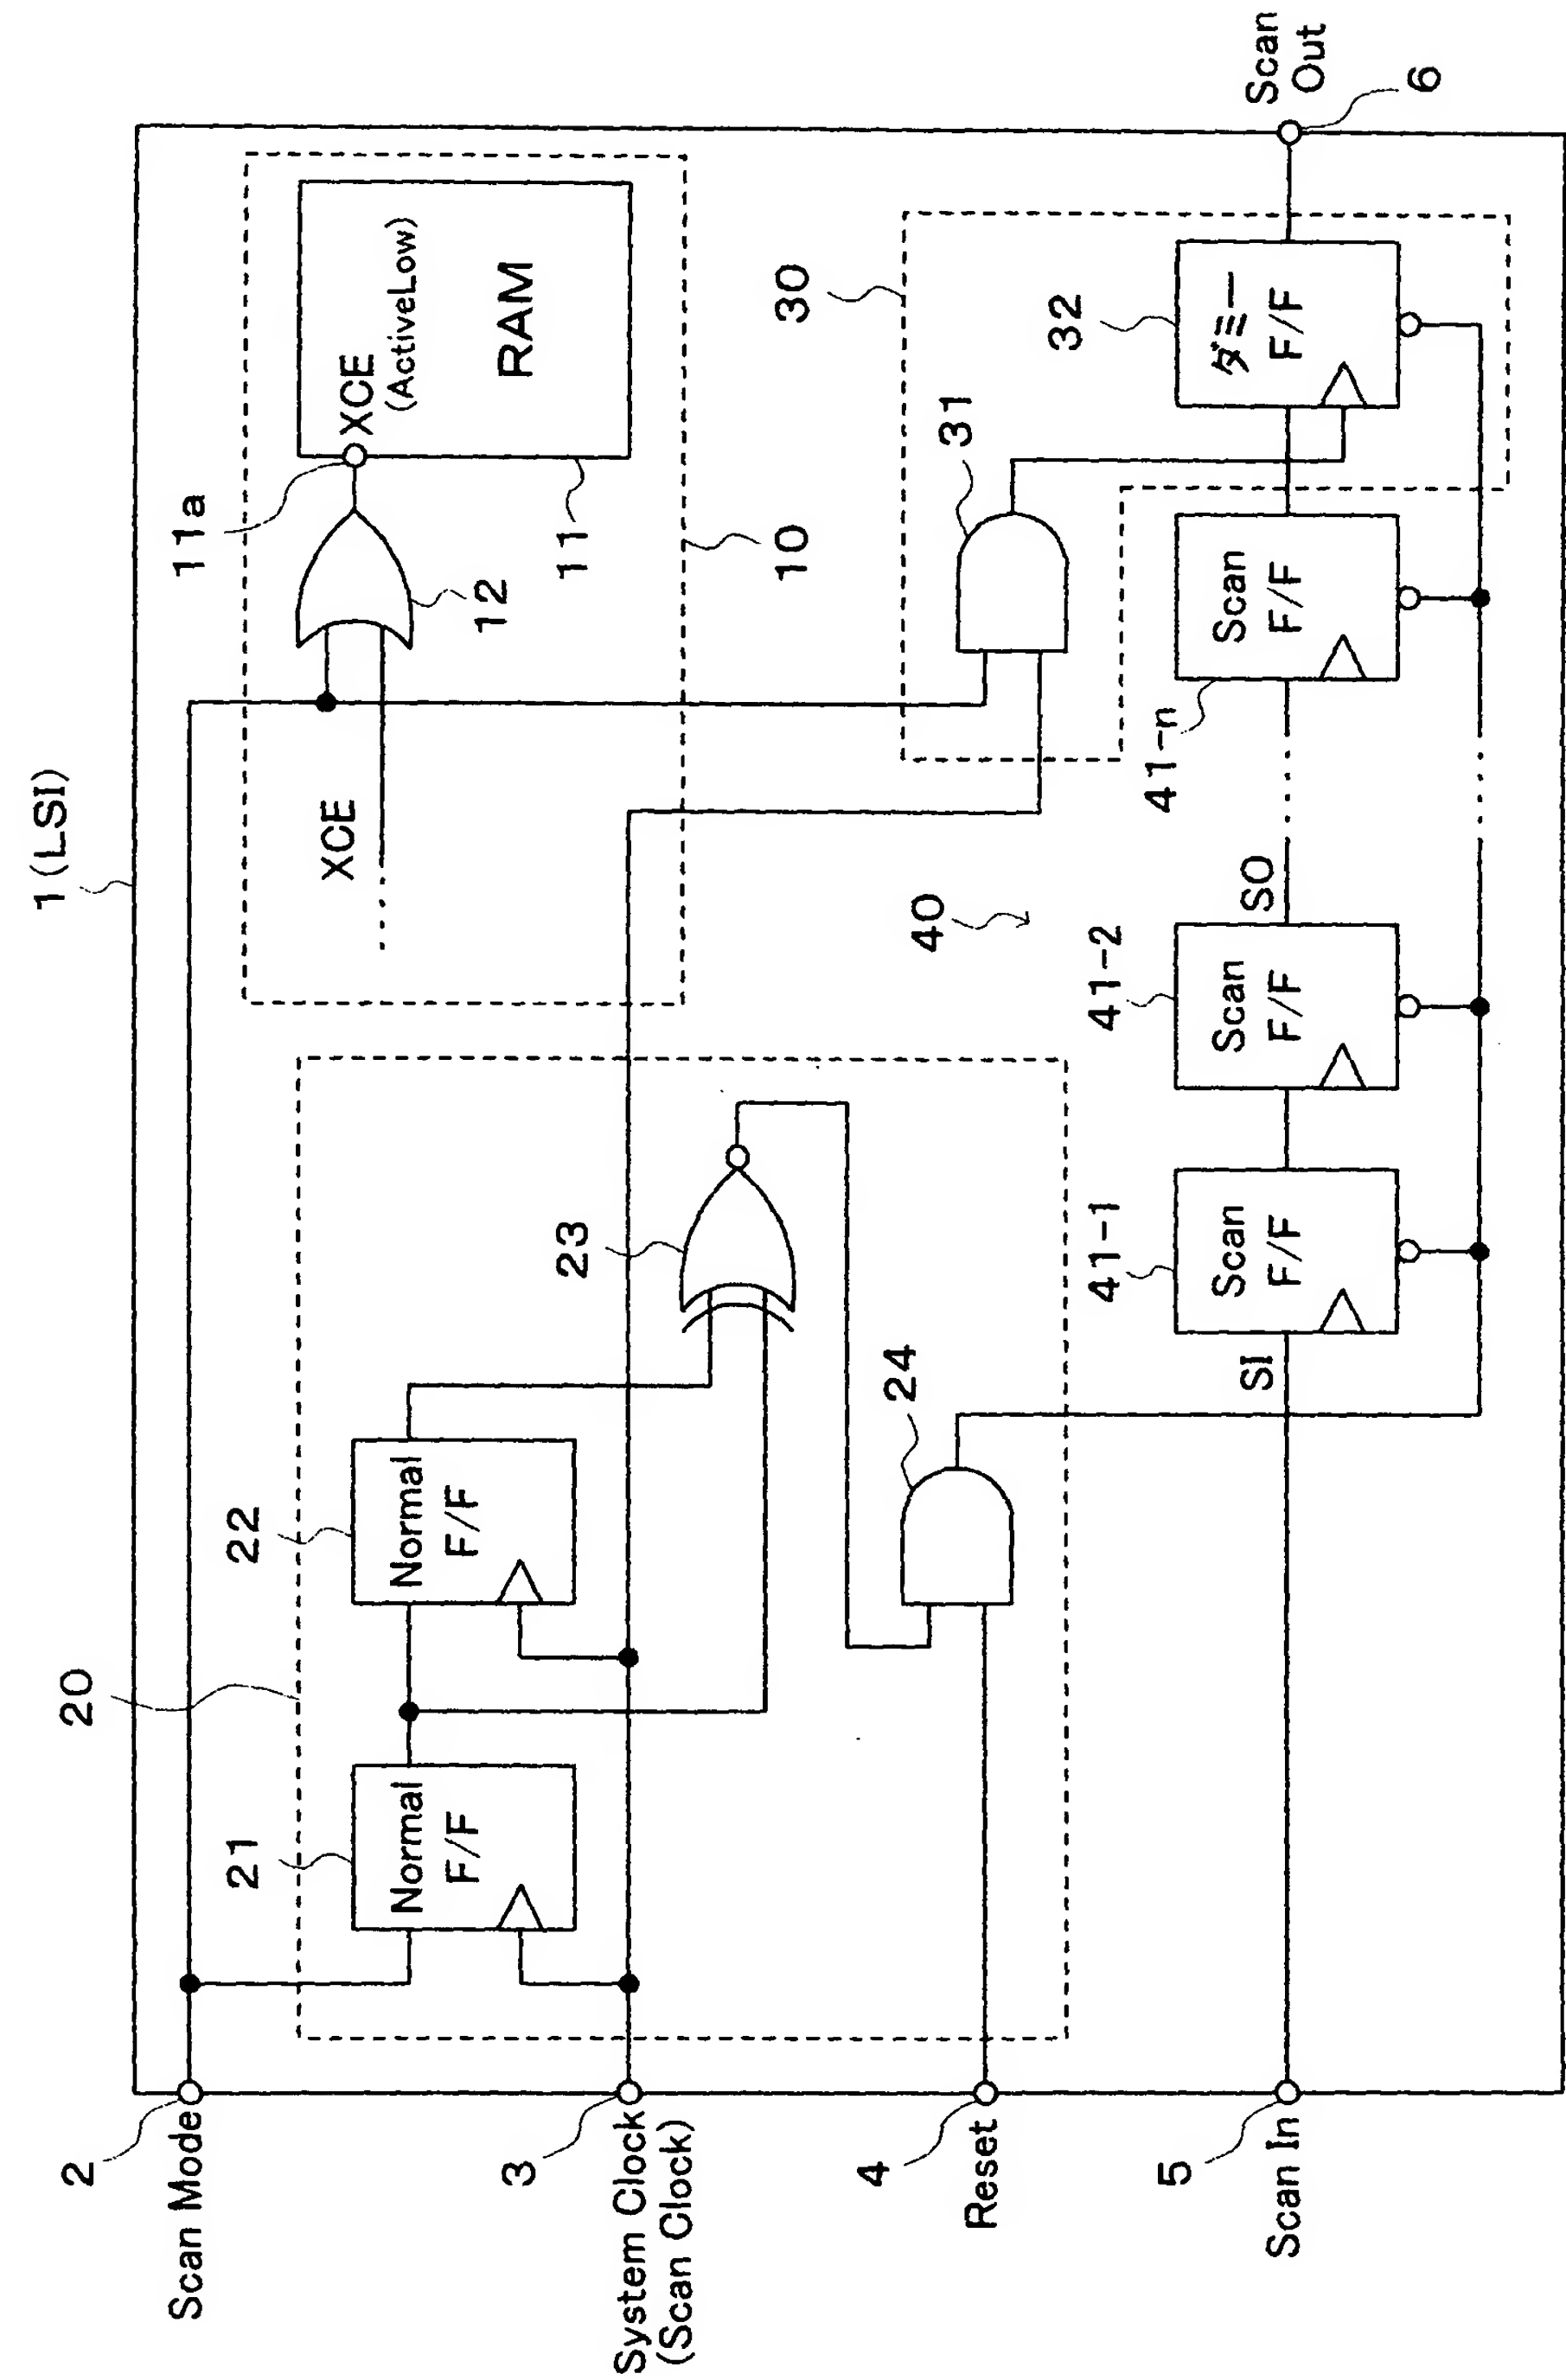 1(LSI)
2
Scan Mode
3
System Clock
(Scan Clock)
4
Reset
5
Scan In
20
21
Normal
F/F
22
Normal
F/F
23
24
XCE
12
11a
XCE
(ActiveLow)
RAM
11
10
30
31
32
ダミー
F/F
40
SI
41-1
Scan
F/F
41-2
Scan
F/F
SO
41-n
Scan
F/F
Scan
Out
6